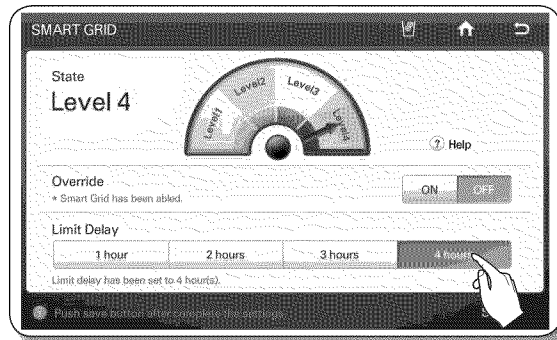 SMART GRID
State
Level 4
Level1
Level2
Level3
Level4
? Help
Override
ON OFF
* Smart Grid has been abled.
Limit Delay
1 hour 2 hours 3 hours 4 hours
Limit delay has been set to 4 hour(s).
Push save button after complete the settings.